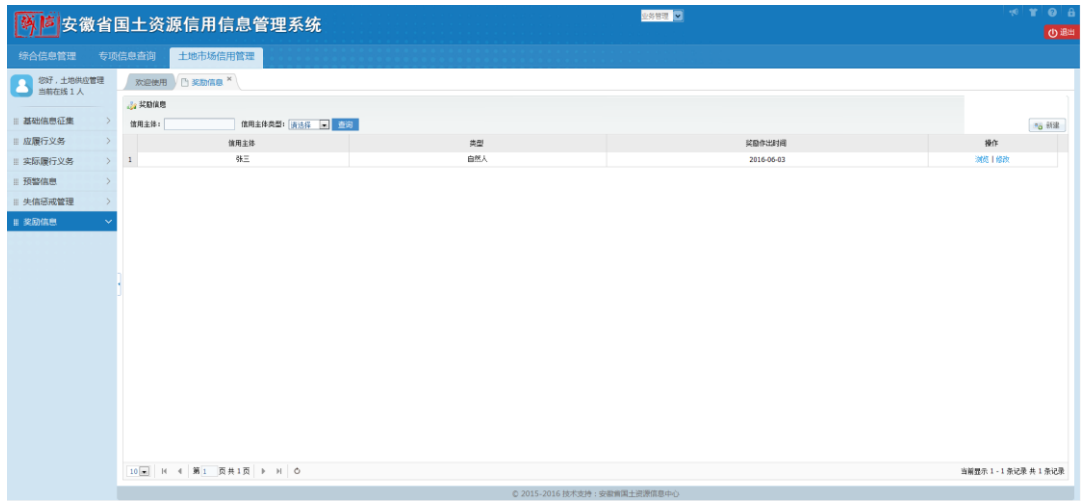 诚信 安徽省国土资源信用信息管理系统
业务管理
退出
综合信息管理 专项信息查询 土地市场信用管理
您好，土地供应管理
当前在线 1 人
欢迎使用 奖励信息 ×
奖励信息
信用主体： 信用主体类型： 请选择 查询
新建
基础信息征集
应履行义务
实际履行义务
预警信息
失信惩戒管理
奖励信息
信用主体 类型 奖励作出时间 操作
1 张三 自然人 2016-06-03 浏览 | 修改
10 第 1 页 共 1 页
当前显示 1 - 1 条记录 共 1 条记录
© 2015-2016 技术支持：安徽省国土资源信息中心